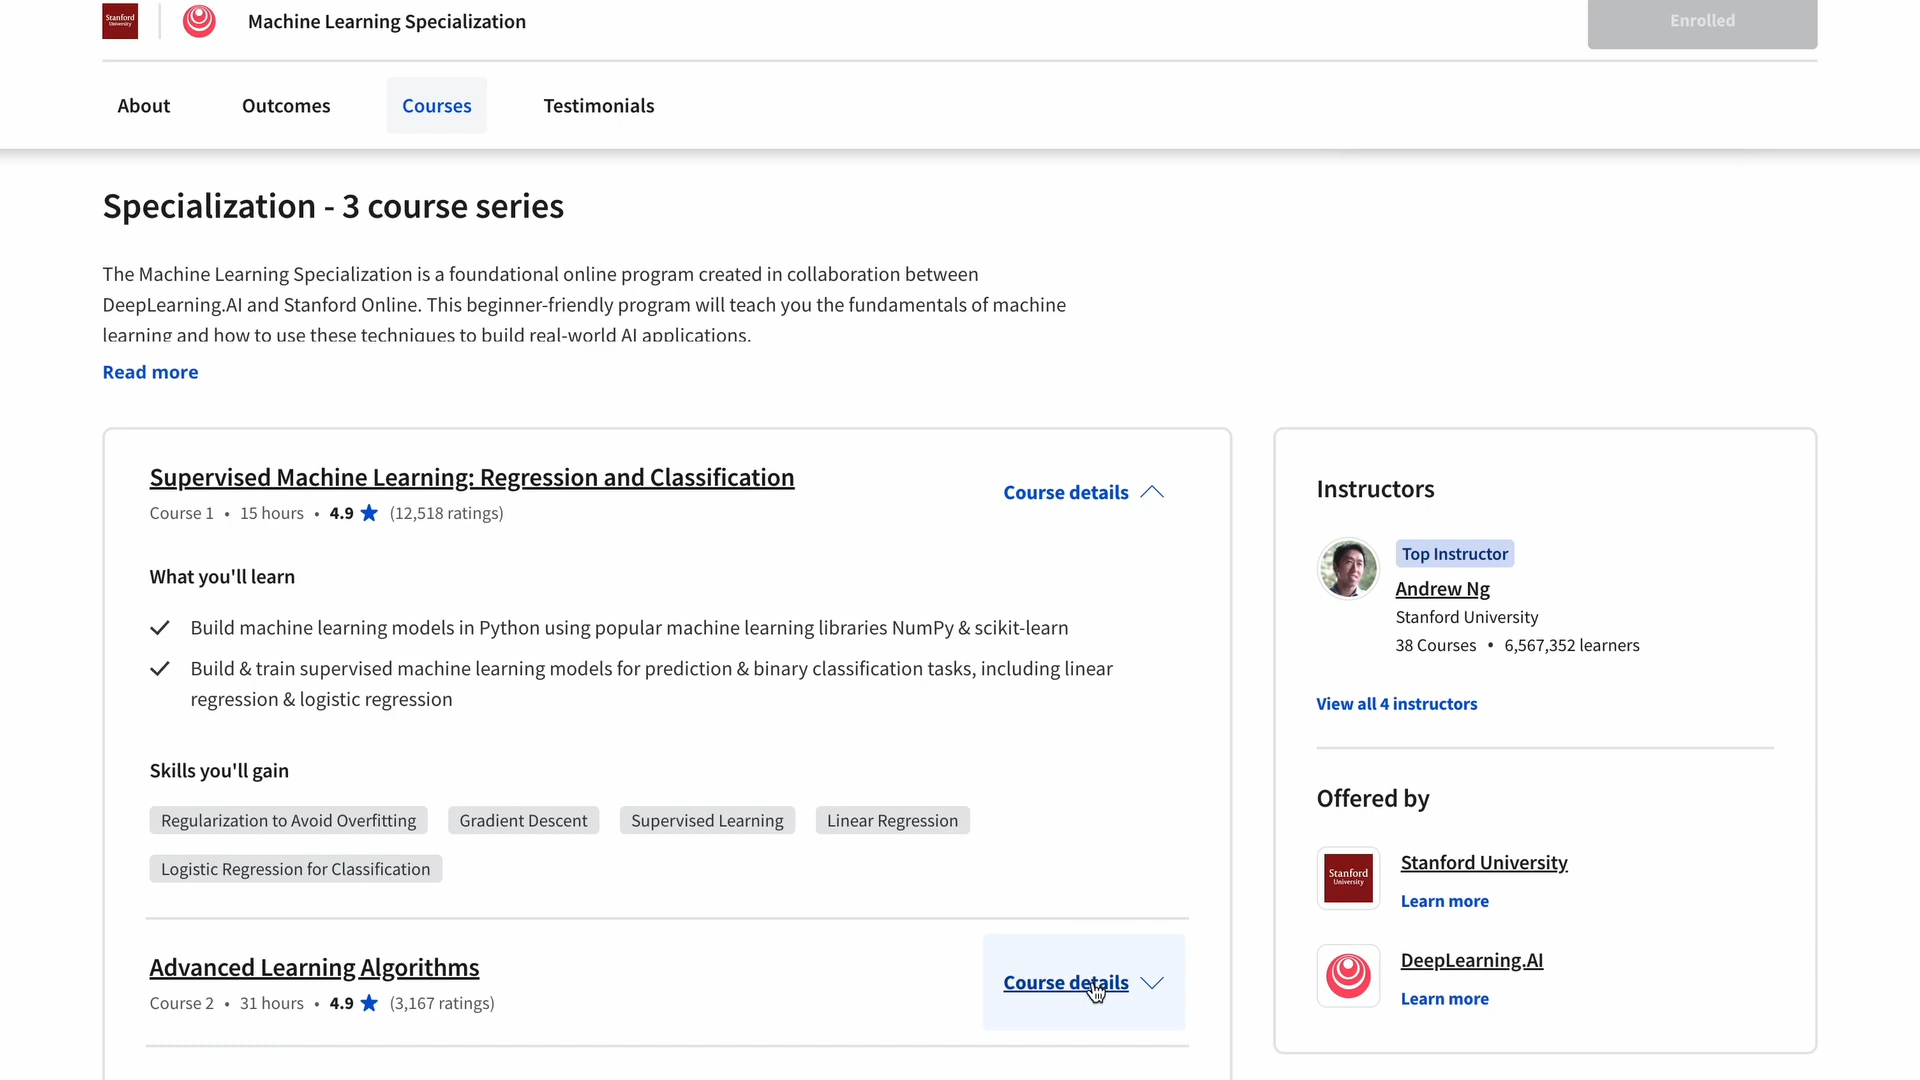 Stanford
University
Machine Learning Specialization
Enrolled
About
Outcomes
Courses
Testimonials
Specialization - 3 course series
The Machine Learning Specialization is a foundational online program created in collaboration between
DeepLearning.AI and Stanford Online. This beginner-friendly program will teach you the fundamentals of machine
learning and how to use these techniques to build real-world AI applications.
Read more
Supervised Machine Learning: Regression and Classification
Course 1 • 15 hours • 4.9 ★ (12,518 ratings)
Course details
What you'll learn
Build machine learning models in Python using popular machine learning libraries NumPy & scikit-learn
Build & train supervised machine learning models for prediction & binary classification tasks, including linear
regression & logistic regression
Skills you'll gain
Regularization to Avoid Overfitting
Gradient Descent
Supervised Learning
Linear Regression
Logistic Regression for Classification
Advanced Learning Algorithms
Course 2 • 31 hours • 4.9 ★ (3,167 ratings)
Course details
Instructors
Top Instructor
Andrew Ng
Stanford University
38 Courses • 6,567,352 learners
View all 4 instructors
Offered by
Stanford
University
Stanford University
Learn more
DeepLearning.AI
Learn more